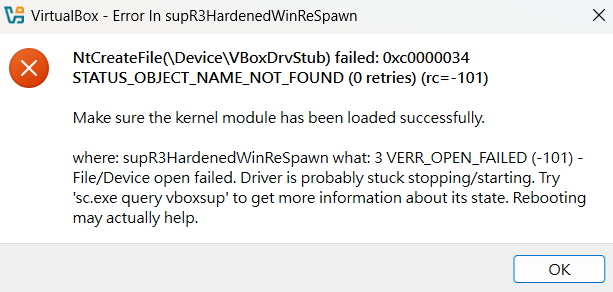 VirtualBox - Error In supR3HardenedWinReSpawn
NtCreateFile(\Device\VBoxDrvStub) failed: 0xc0000034
STATUS_OBJECT_NAME_NOT_FOUND (0 retries) (rc=-101)
Make sure the kernel module has been loaded successfully.
where: supR3HardenedWinReSpawn what: 3 VERR_OPEN_FAILED (-101) -
File/Device open failed. Driver is probably stuck stopping/starting. Try
'sc.exe query vboxsup' to get more information about its state. Rebooting
may actually help.
OK